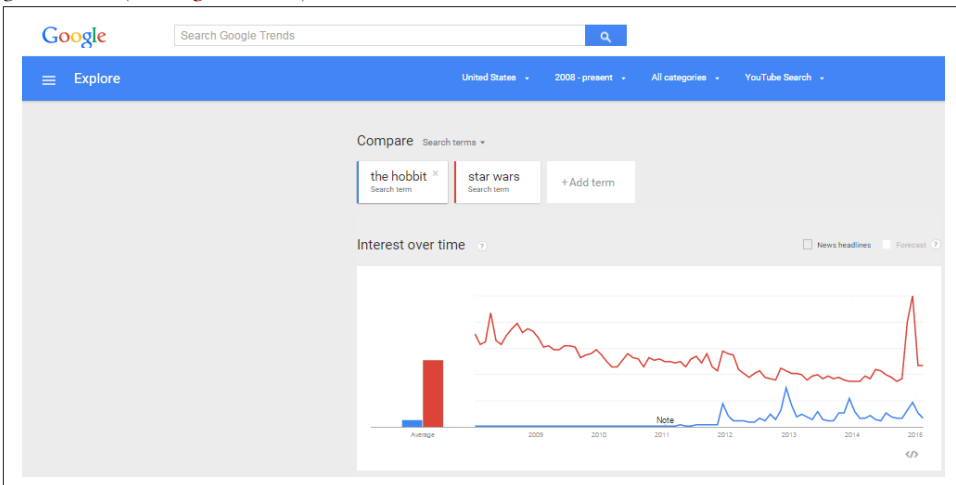 Google Search Google Trends
Explore United States 2008 - present All categories YouTube Search
Compare Search terms
the hobbit × star wars +Add term
Search term Search term
Interest over time ? News headlines Forecast ?
Note
Average 2009 2010 2011 2012 2013 2014 2015
</>